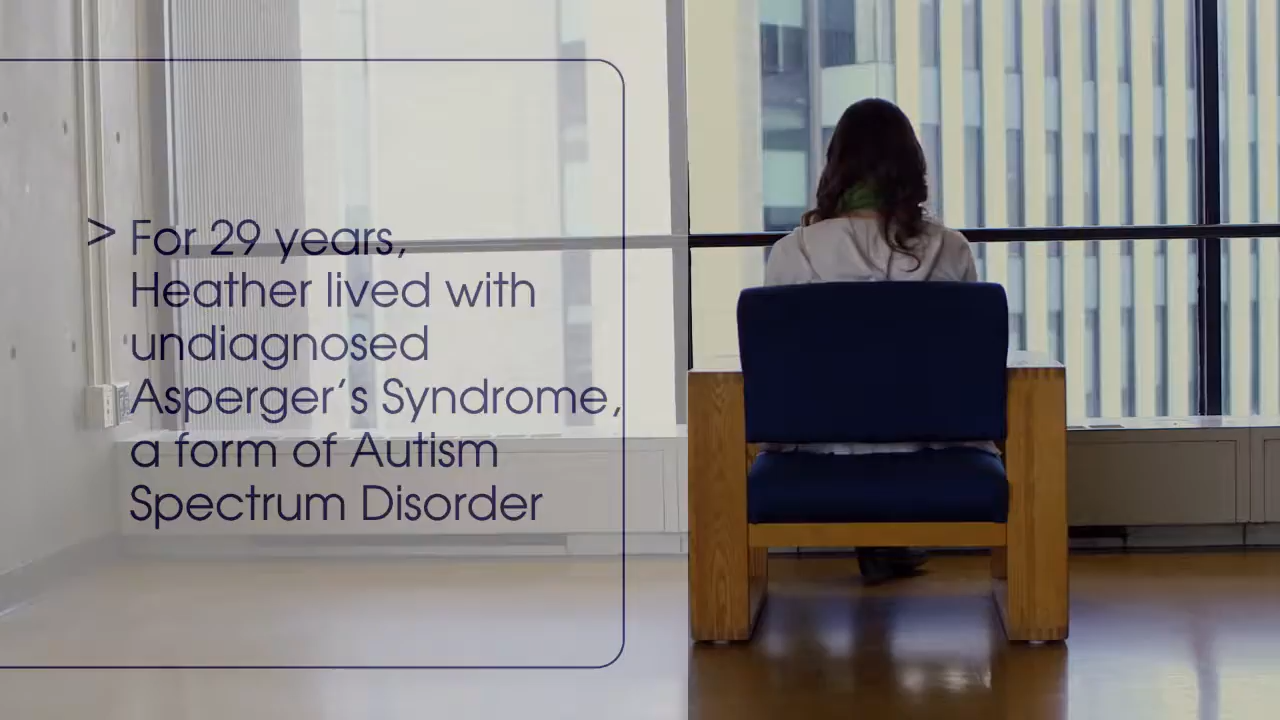 > For 29 years,
Heather lived with
undiagnosed
Asperger's Syndrome,
a form of Autism
Spectrum Disorder